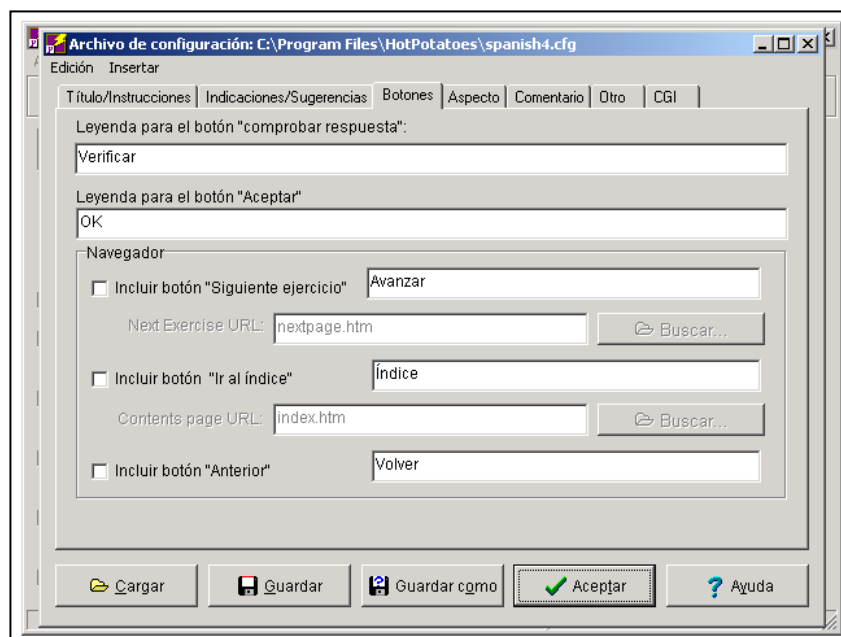 Archivo de configuración: C:\Program Files\HotPotatoes\spanish4.cfg
Edición Insertar
Título/Instrucciones Indicaciones/Sugerencias Botones Aspecto Comentario Otro CGI
Leyenda para el botón "comprobar respuesta":
Verificar
Leyenda para el botón "Aceptar"
OK
Navegador
Incluir botón "Siguiente ejercicio" Avanzar
Next Exercise URL: nextpage.htm Buscar...
Incluir botón "Ir al índice" Índice
Contents page URL: index.htm Buscar...
Incluir botón "Anterior" Volver
Cargar Guardar Guardar como Aceptar Ayuda